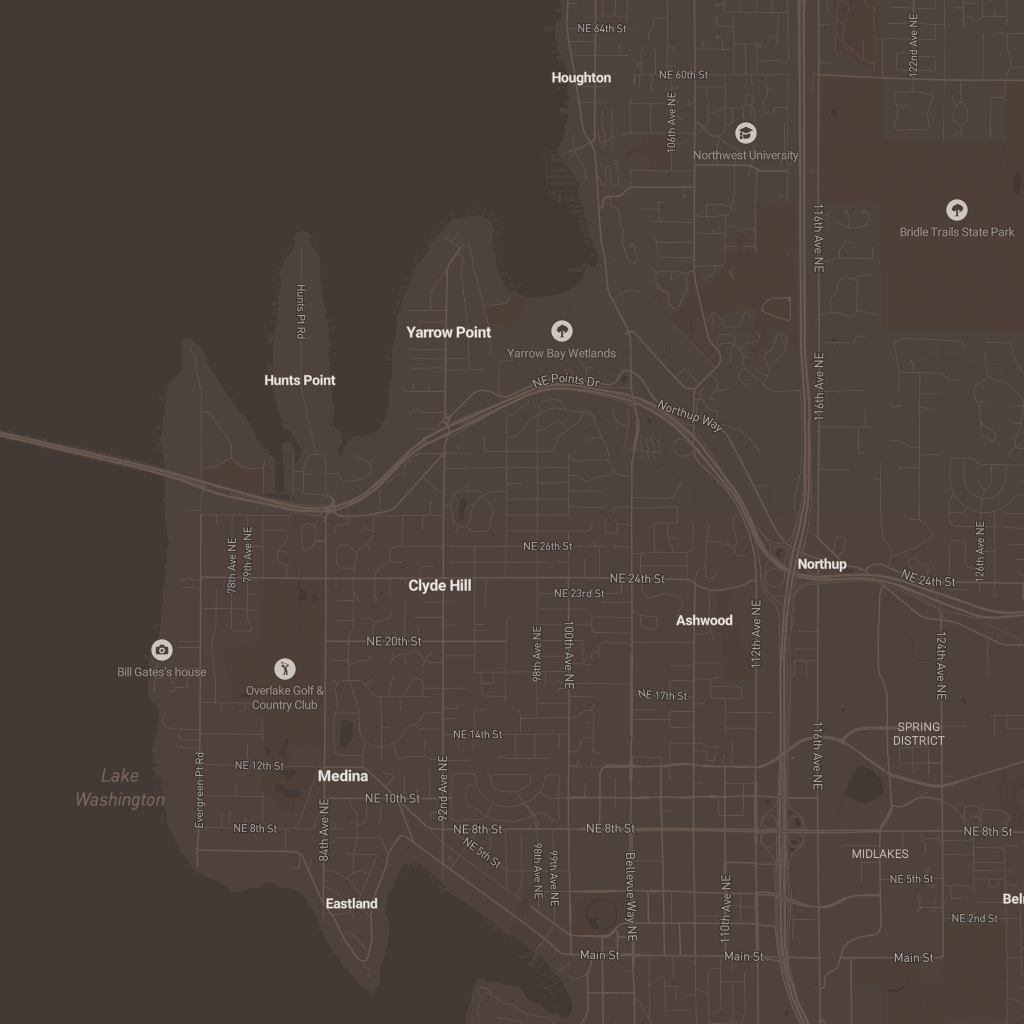 NE 64th St
122nd Ave NE
Houghton
NE 60th St
106th Ave NE
Northwest University
116th Ave NE
Bridle Trails State Park
Hunts Pt Rd
Yarrow Point
Yarrow Bay Wetlands
Hunts Point
NE Points Dr
116th Ave NE
Northup Way
NE 26th St
78th Ave NE
79th Ave NE
126th Ave NE
Northup
NE 24th St
NE 24th St
Clyde Hill
NE 23rd St
Ashwood
112th Ave NE
NE 20th St
98th Ave NE
100th Ave NE
124th Ave NE
Bill Gates's house
Overlake Golf &
Country Club
NE 17th St
SPRING
DISTRICT
NE 14th St
116th Ave NE
NE 12th St
Medina
Lake
Washington
Evergreen Pt Rd
92nd Ave NE
NE 10th St
NE 8th St
84th Ave NE
NE 8th St
NE 8th St
NE 8th St
NE 5th St
MIDLAKES
98th Ave NE
99th Ave NE
Bellevue Way NE
NE 5th St
110th Ave NE
Eastland
Bel
NE 2nd St
Main St
Main St
Main St